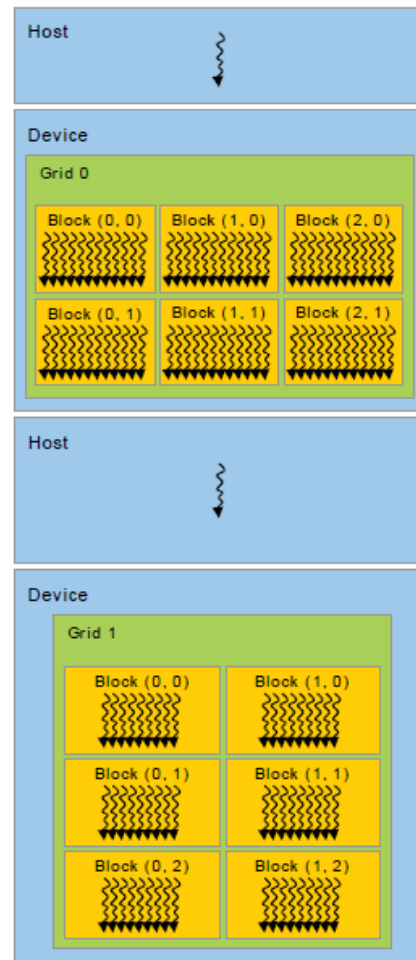 Host
Device
Grid 0
Block (0, 0) Block (1, 0) Block (2, 0)
Block (0, 1) Block (1, 1) Block (2, 1)
Host
Device
Grid 1
Block (0, 0) Block (1, 0)
Block (0, 1) Block (1, 1)
Block (0, 2) Block (1, 2)